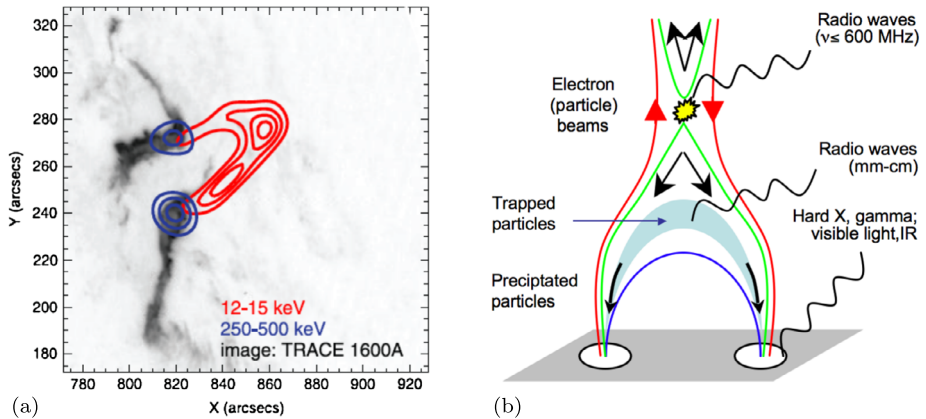 320
300
280
260
240
220
200
180
Y (arcsecs)
12-15 keV
250-500 keV
image: TRACE 1600A
780 800 820 840 860 880 900 920
X (arcsecs)
(a)
Radio waves
(ν≤ 600 MHz)
Electron
(particle)
beams
Radio waves
(mm-cm)
Trapped
particles
Hard X, gamma;
visible light,IR
Preciptated
particles
(b)